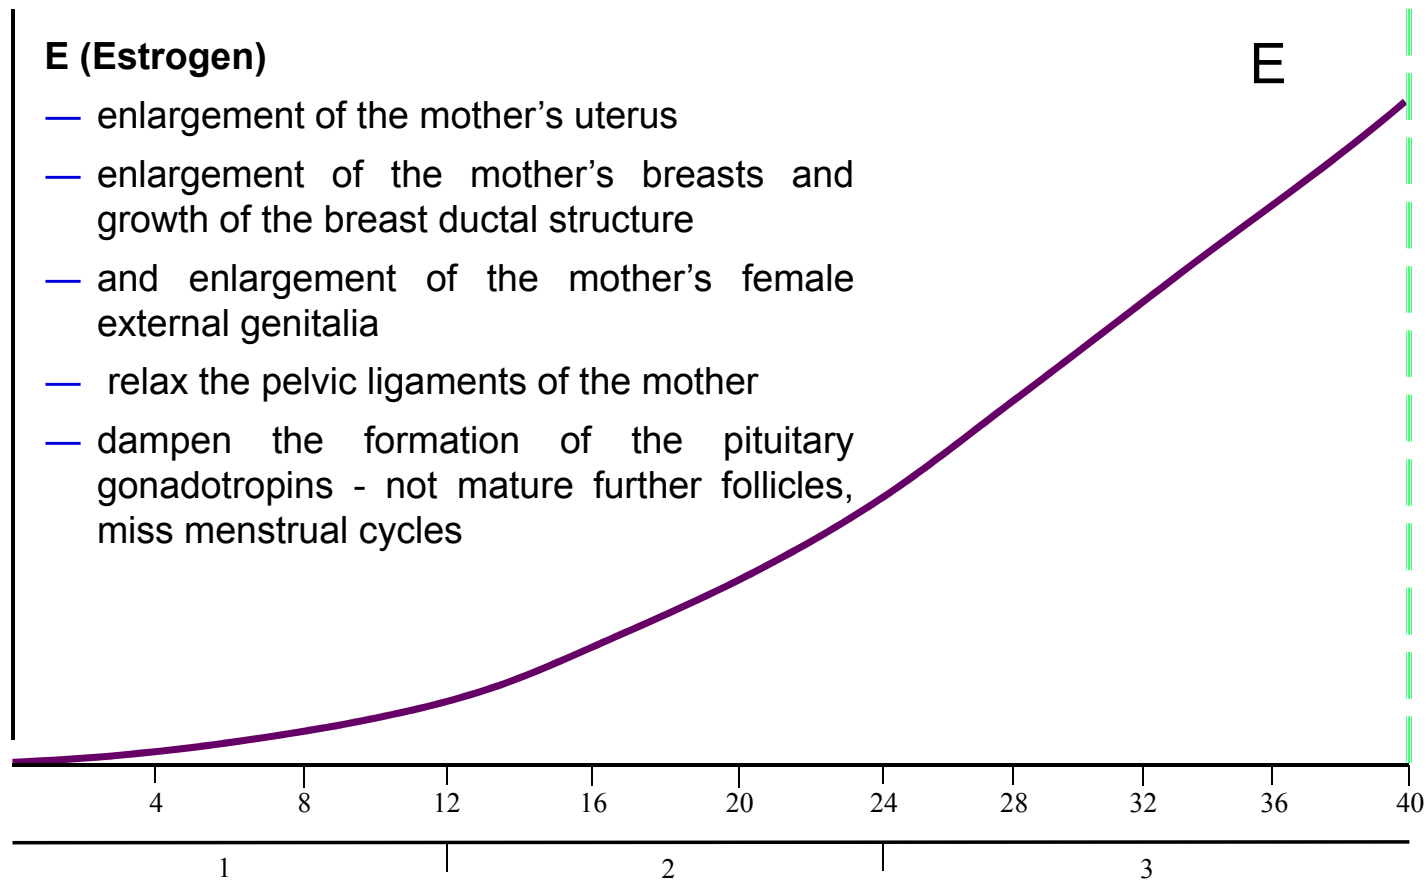 E (Estrogen)
E
— enlargement of the mother’s uterus
— enlargement of the mother’s breasts and
growth of the breast ductal structure
— and enlargement of the mother’s female
external genitalia
— relax the pelvic ligaments of the mother
— dampen the formation of the pituitary
gonadotropins - not mature further follicles,
miss menstrual cycles
4 8 12 16 20 24 28 32 36 40
1 2 3